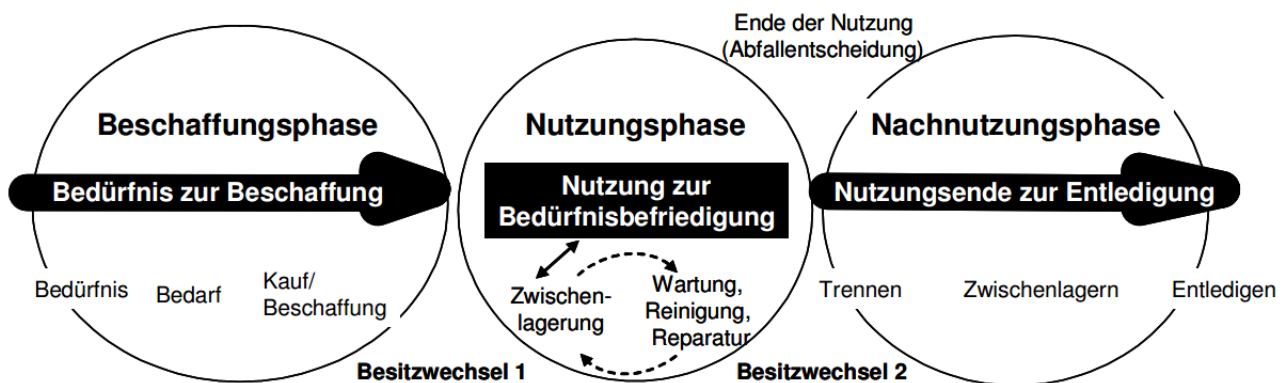 Ende der Nutzung
(Abfallentscheidung)
Beschaffungsphase
Nutzungsphase
Nachnutzungsphase
Bedürfnis zur Beschaffung
Nutzung zur
Bedürfnisbefriedigung
Nutzungsende zur Entledigung
Bedürfnis
Bedarf
Kauf/
Beschaffung
Zwischen-
lagerung
Wartung,
Reinigung,
Reparatur
Trennen
Zwischenlagern
Entledigen
Besitzwechsel 1
Besitzwechsel 2